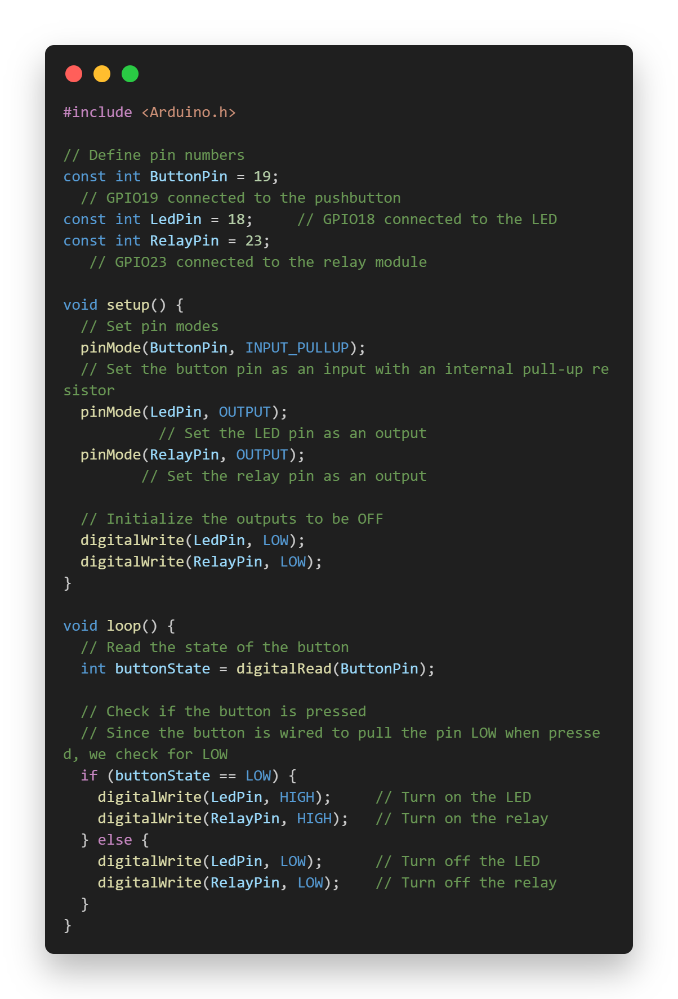 #include <Arduino.h>

// Define pin numbers
const int ButtonPin = 19;
  // GPIO19 connected to the pushbutton
const int LedPin = 18;     // GPIO18 connected to the LED
const int RelayPin = 23;
   // GPIO23 connected to the relay module

void setup() {
  // Set pin modes
  pinMode(ButtonPin, INPUT_PULLUP);
  // Set the button pin as an input with an internal pull-up re
sistor
  pinMode(LedPin, OUTPUT);
           // Set the LED pin as an output
  pinMode(RelayPin, OUTPUT);
         // Set the relay pin as an output

  // Initialize the outputs to be OFF
  digitalWrite(LedPin, LOW);
  digitalWrite(RelayPin, LOW);
}

void loop() {
  // Read the state of the button
  int buttonState = digitalRead(ButtonPin);

  // Check if the button is pressed
  // Since the button is wired to pull the pin LOW when presse
d, we check for LOW
  if (buttonState == LOW) {
    digitalWrite(LedPin, HIGH);     // Turn on the LED
    digitalWrite(RelayPin, HIGH);   // Turn on the relay
  } else {
    digitalWrite(LedPin, LOW);      // Turn off the LED
    digitalWrite(RelayPin, LOW);    // Turn off the relay
  }
}